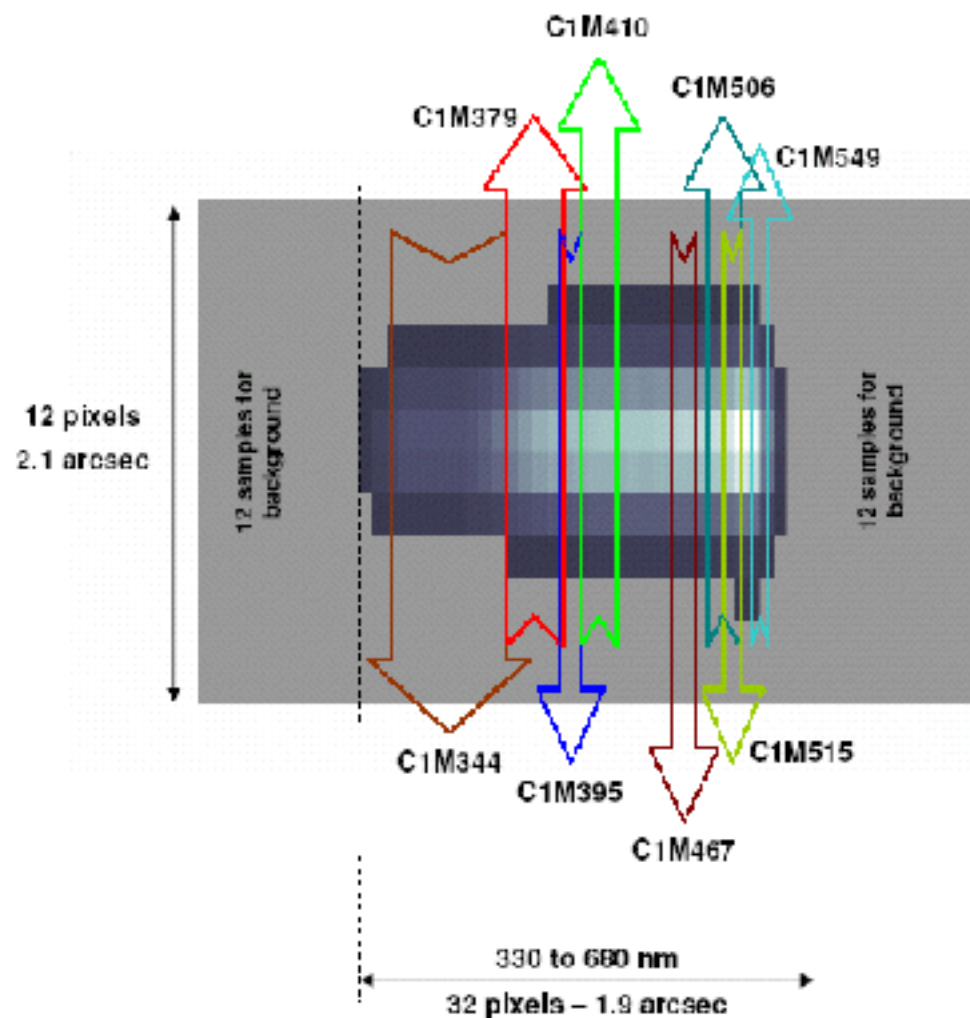 C1M410
C1M506
C1M379
C1M549
12 pixels
2.1 arcsec
12 samples for
background
12 samples for
background
C1M344
C1M395
C1M515
C1M467
330 to 680 nm
32 pixels – 1.9 arcsec